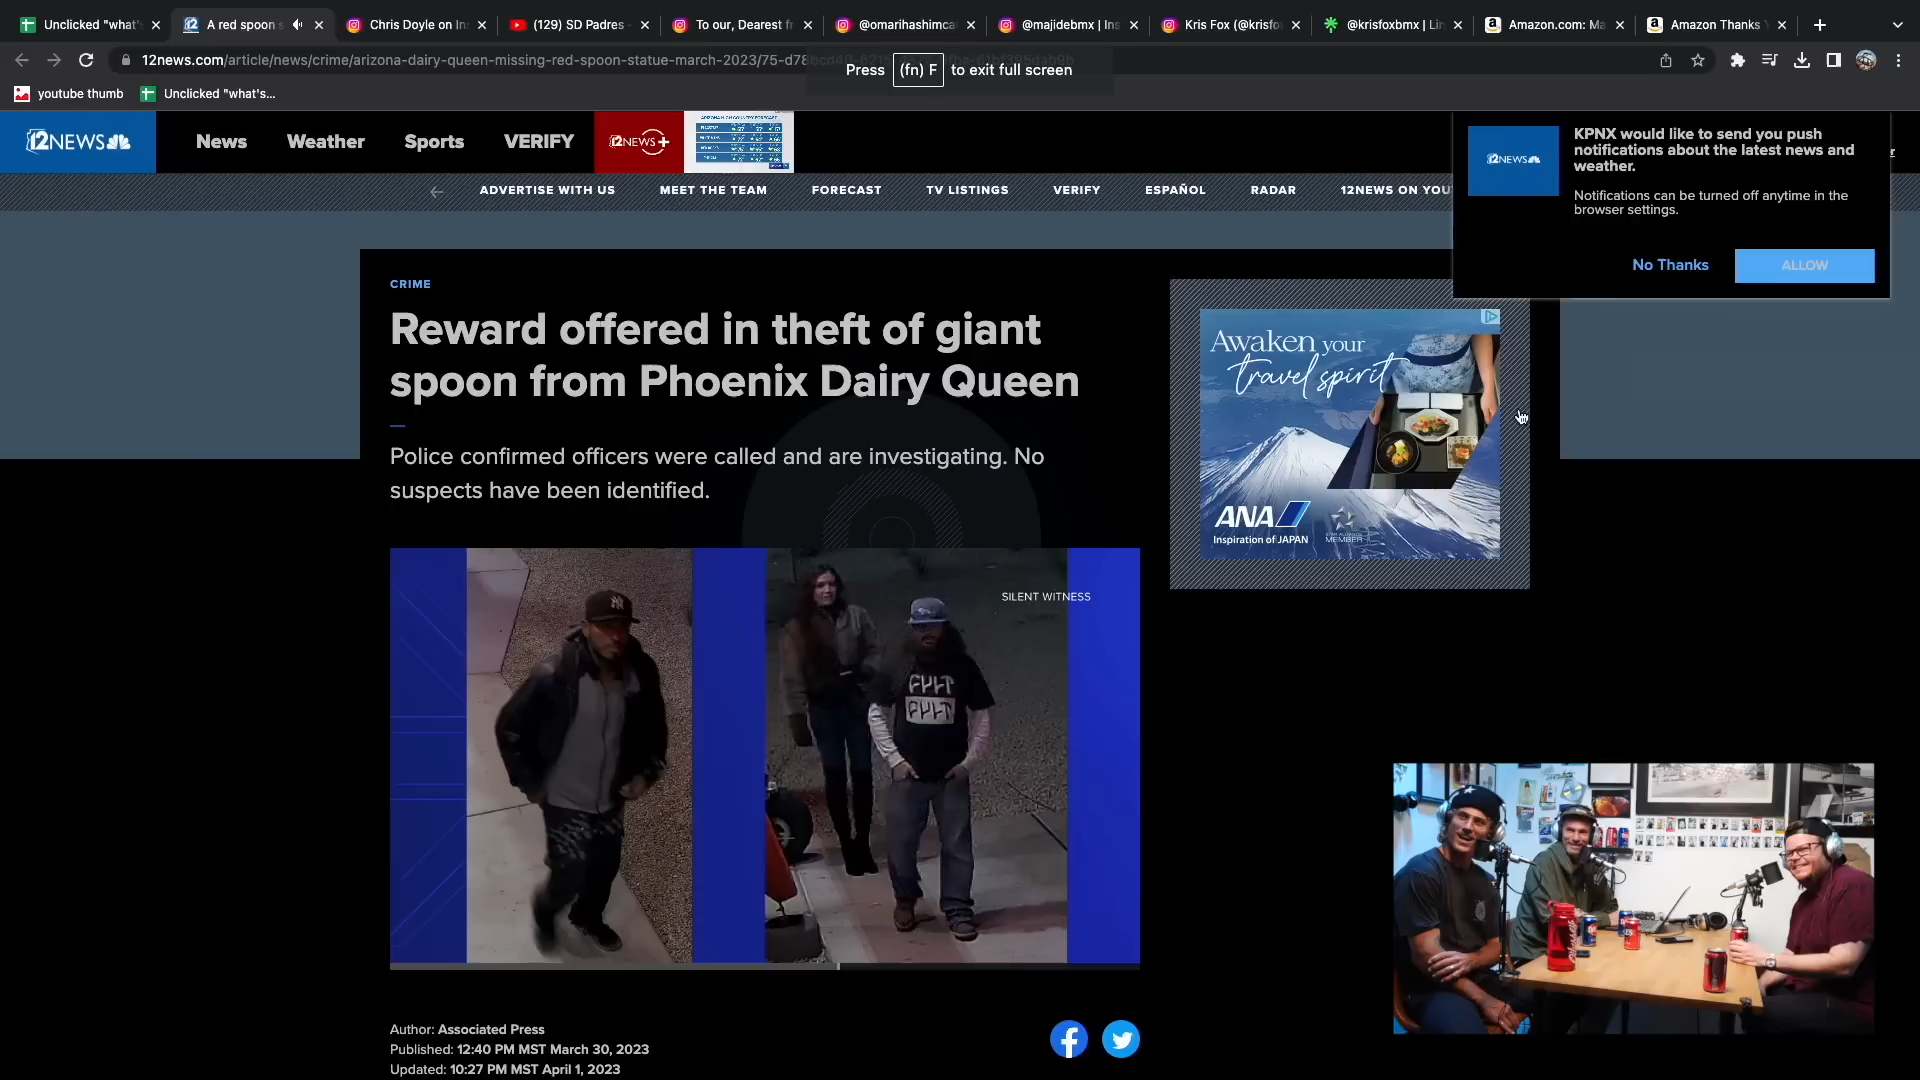 Unclicked "what'
A red spoon s
Chris Doyle on In
(129) SD Padres -
To our, Dearest fr
@omarihashimca
@majidebmx | Ins
Kris Fox (@krisfo
@krisfoxbmx | Lin
Amazon.com: Ma
Amazon Thanks
12news.com/article/news/crime/arizona-dairy-queen-missing-red-spoon-statue-march-2023/75-d78
Press (fn) F to exit full screen
youtube thumb
Unclicked "what's...
12NEWS
News
Weather
Sports
VERIFY
12NEWS+
KPNX would like to send you push
notifications about the latest news and
weather.
12NEWS
Notifications can be turned off anytime in the
browser settings.
No Thanks
ALLOW
ADVERTISE WITH US
MEET THE TEAM
FORECAST
TV LISTINGS
VERIFY
ESPAÑOL
RADAR
12NEWS ON YOU
CRIME
Reward offered in theft of giant
spoon from Phoenix Dairy Queen
Police confirmed officers were called and are investigating. No
suspects have been identified.
Awaken your
travel spirit
ANA
Inspiration of JAPAN
MEMBER
SILENT WITNESS
CVLT
CVLT
Author: Associated Press
Published: 12:40 PM MST March 30, 2023
Updated: 10:27 PM MST April 1, 2023